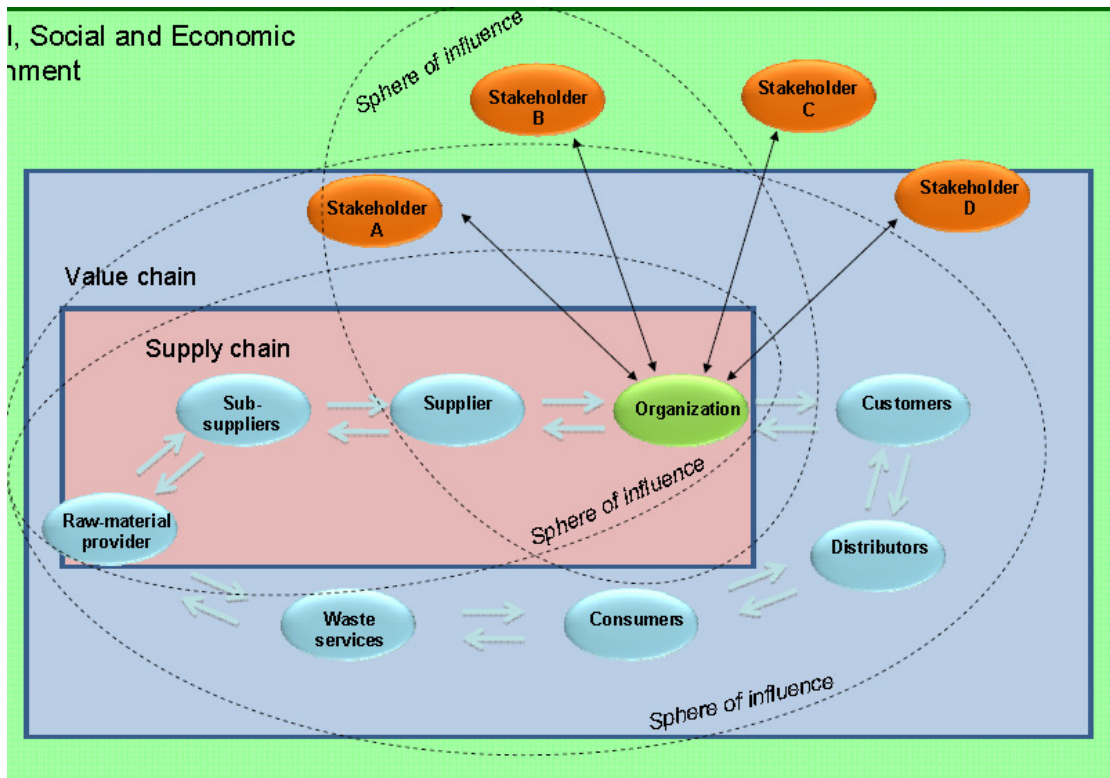 l, Social and Economic
nment
Sphere of influence
Stakeholder
B
Stakeholder
C
Stakeholder
A
Stakeholder
D
Value chain
Supply chain
Sub-
suppliers
Supplier
Organization
Customers
Sphere of influence
Raw-material
provider
Distributors
Waste
services
Consumers
Sphere of influence